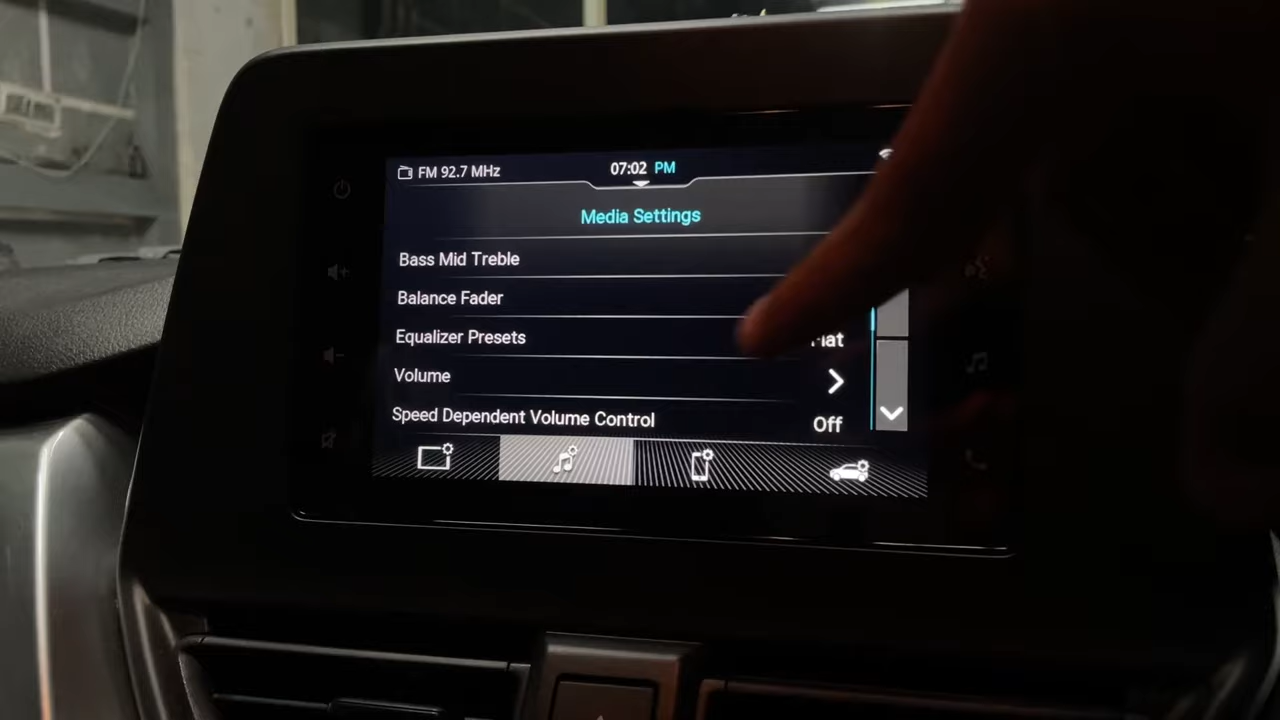 FM 92.7 MHz
07:02 PM
Media Settings
Bass Mid Treble
Balance Fader
Equalizer Presets
Volume
Speed Dependent Volume Control Off